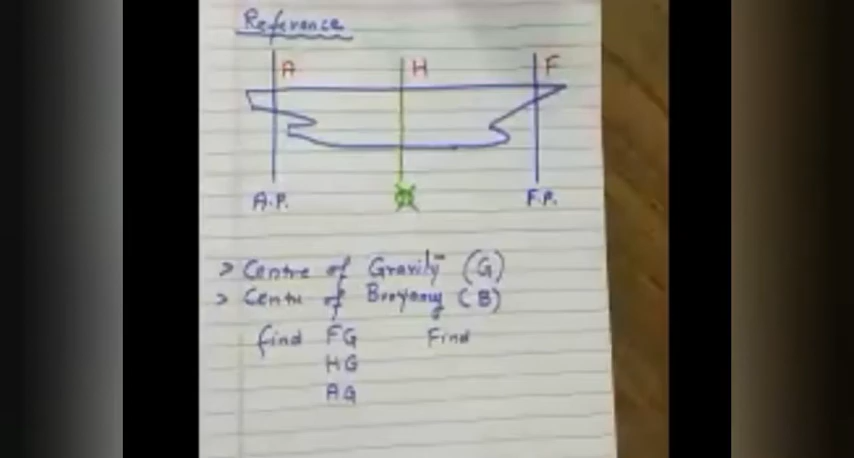 Reference
A H F
A.P. F.P.
> Centre of Gravity (G)
> Centre of Buoyancy (B)
find FG Find
HG
AG